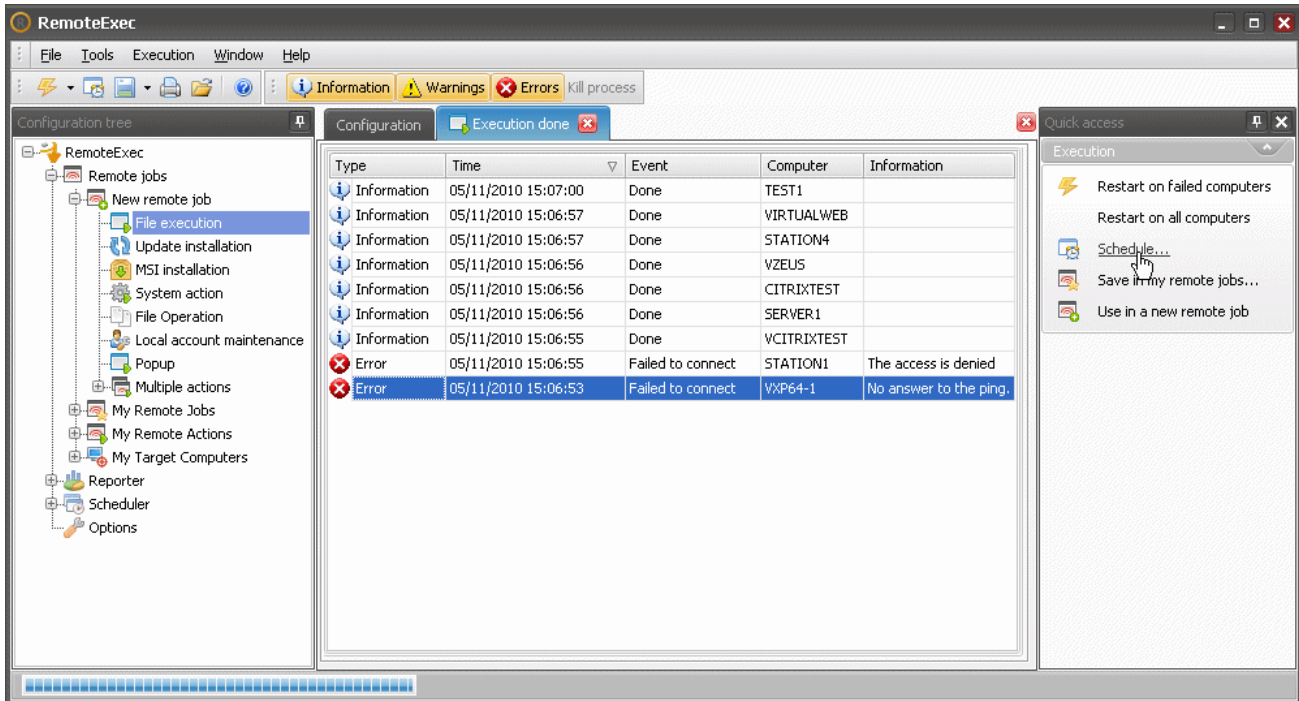 RemoteExec
File Tools Execution Window Help
Information Warnings Errors Kill process
Configuration tree
RemoteExec
Remote jobs
New remote job
File execution
Update installation
MSI installation
System action
File Operation
Local account maintenance
Popup
Multiple actions
My Remote Jobs
My Remote Actions
My Target Computers
Reporter
Scheduler
Options
Configuration Execution done
Type Time Event Computer Information
Information 05/11/2010 15:07:00 Done TEST1
Information 05/11/2010 15:06:57 Done VIRTUALWEB
Information 05/11/2010 15:06:57 Done STATION4
Information 05/11/2010 15:06:56 Done VZEUS
Information 05/11/2010 15:06:56 Done CITRIXTEST
Information 05/11/2010 15:06:56 Done SERVER1
Information 05/11/2010 15:06:55 Done VCITRIXTEST
Error 05/11/2010 15:06:55 Failed to connect STATION1 The access is denied
Error 05/11/2010 15:06:53 Failed to connect VXP64-1 No answer to the ping.
Quick access
Execution
Restart on failed computers
Restart on all computers
Schedule...
Save in my remote jobs...
Use in a new remote job